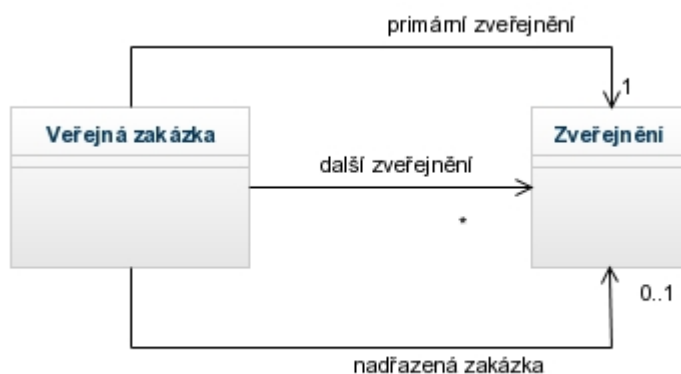 primární zveřejnění
1
Veřejná zakázka
Zveřejnění
další zveřejnění
*
0..1
nadřazená zakázka